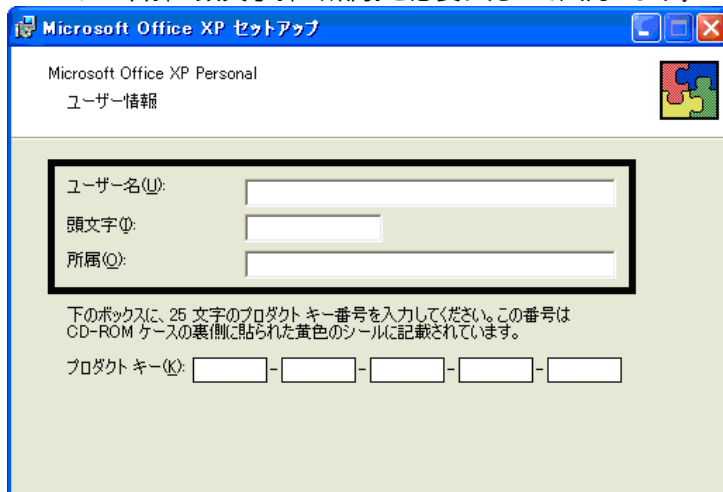 Microsoft Office XP セットアップ
Microsoft Office XP Personal
ユーザー情報
ユーザー名(U):
頭文字(I):
所属(O):
下のボックスに、25 文字のプロダクト キー番号を入力してください。この番号は
CD-ROM ケースの裏側に貼られた黄色のシールに記載されています。
プロダクト キー(K): - - - -